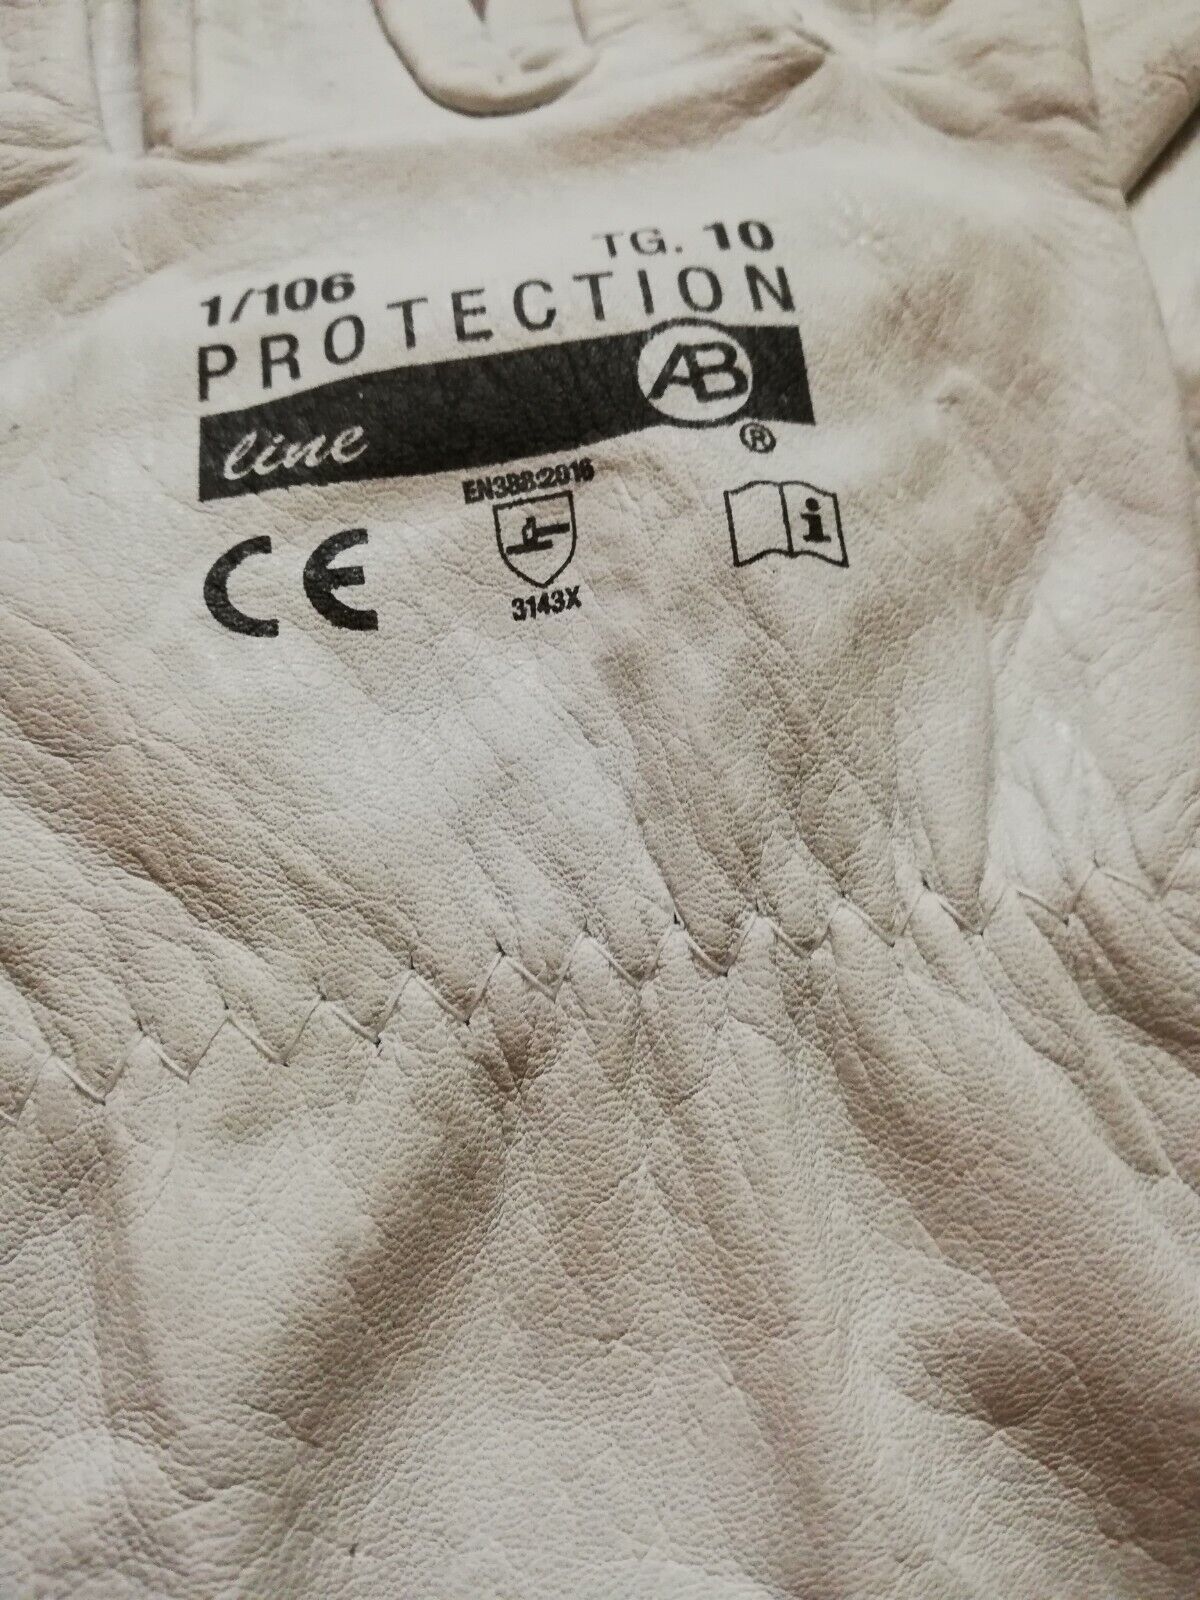 1/106 TG. 10
PROTECTION
line AB ®
CE EN388:2016 i
3143X